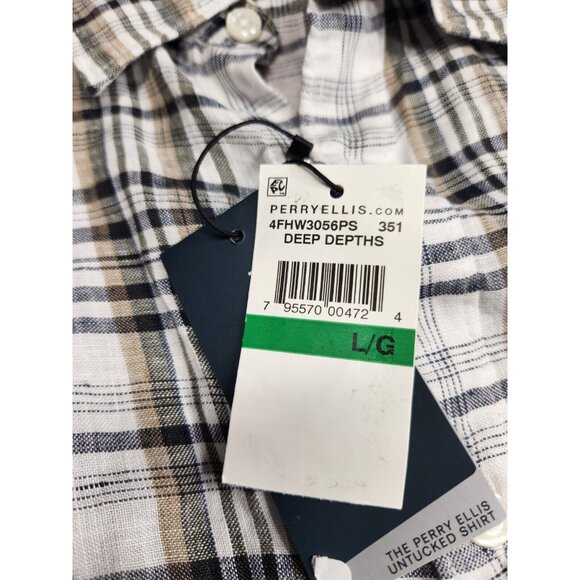 PERRYELLIS.COM
4FHW3056PS 351
DEEP DEPTHS
7 95570 00472 4
L/G
THE PERRY ELLIS
UNTUCKED SHIRT